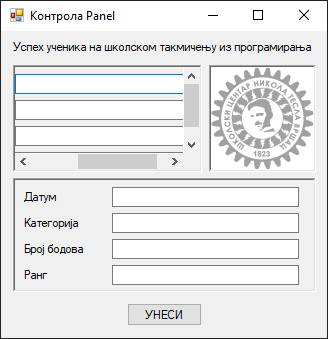 Контрола Panel
Успех ученика на школском такмичењу из програмирања
ШКОЛСКИ ЦЕНТАР НИКОЛА ТЕСЛА ВРШАЦ
1823
Датум
Категорија
Број бодова
Ранг
УНЕСИ